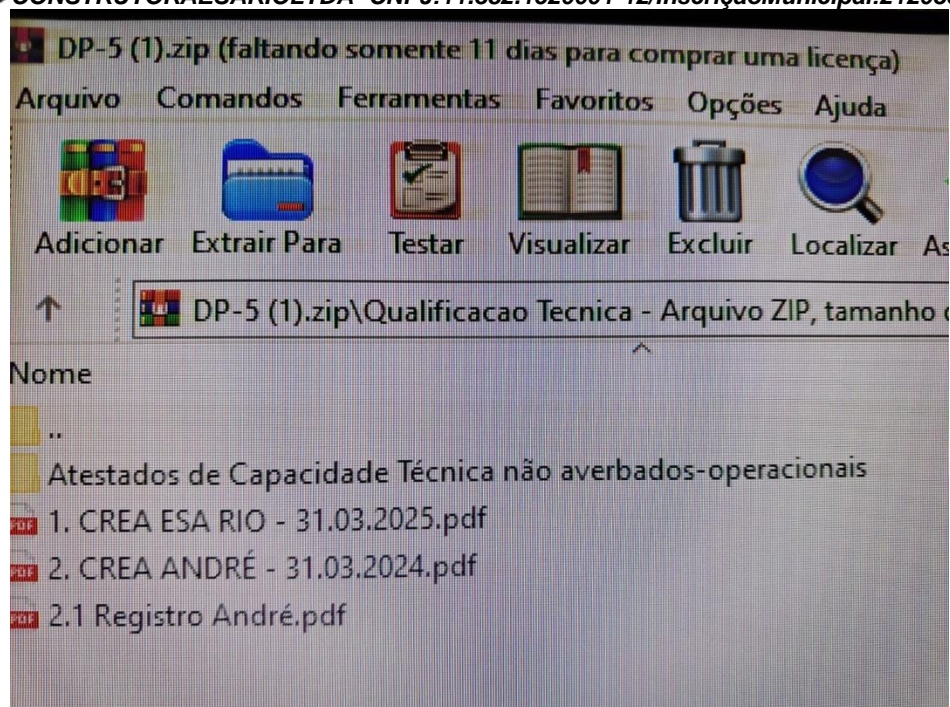 DP-5 (1).zip (faltando somente 11 dias para comprar uma licença)
Arquivo Comandos Ferramentas Favoritos Opções Ajuda
Adicionar Extrair Para Testar Visualizar Excluir Localizar
DP-5 (1).zip\Qualificacao Tecnica - Arquivo ZIP, tamanho
Nome
..
Atestados de Capacidade Técnica não averbados-operacionais
PDF 1. CREA ESA RIO - 31.03.2025.pdf
PDF 2. CREA ANDRÉ - 31.03.2024.pdf
PDF 2.1 Registro André.pdf